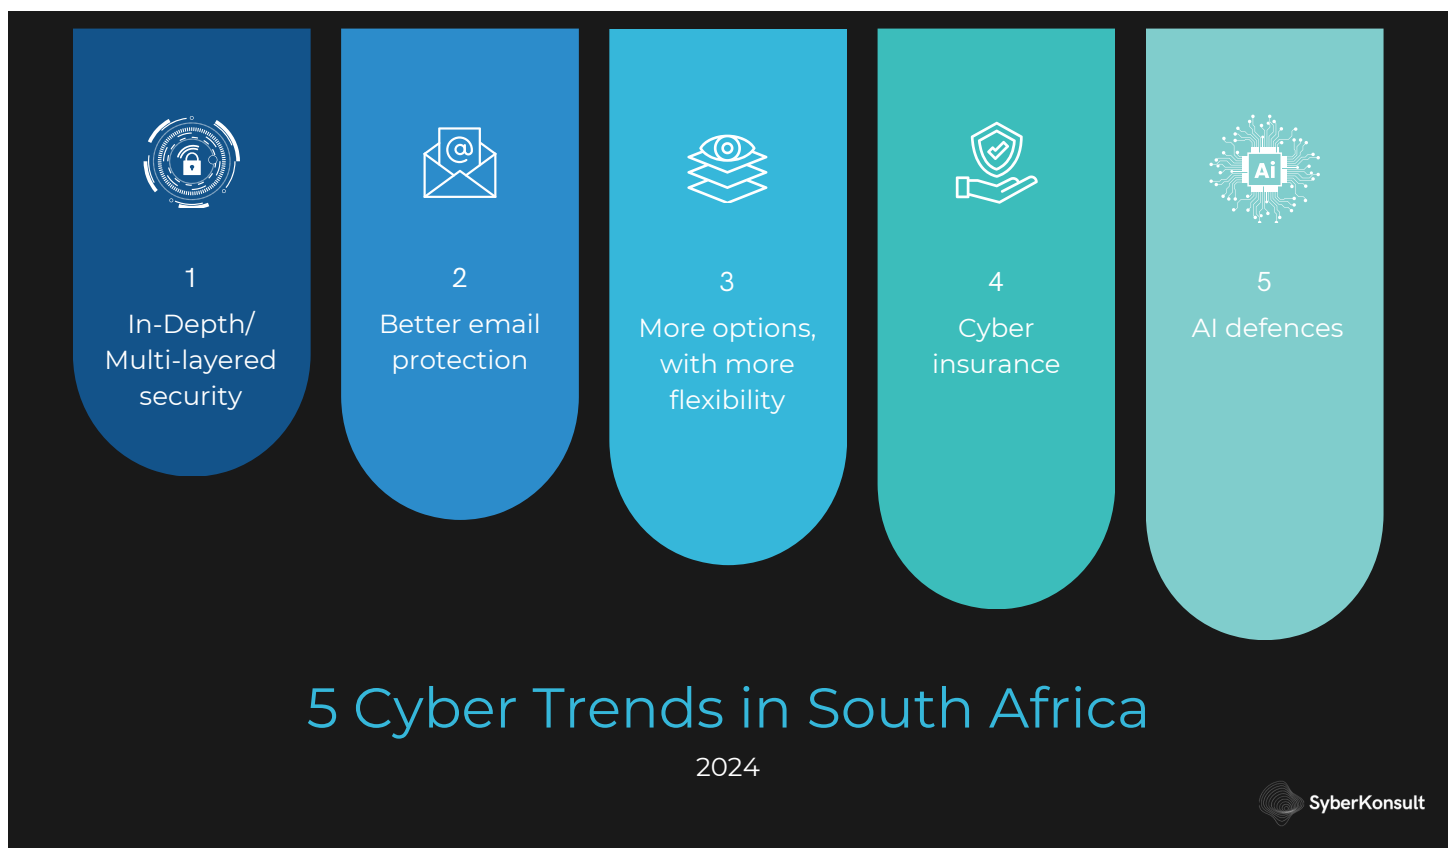 1
In-Depth/
Multi-layered
security
@
2
Better email
protection
3
More options,
with more
flexibility
4
Cyber
insurance
Ai
5
AI defences
5 Cyber Trends in South Africa
2024
SyberKonsult